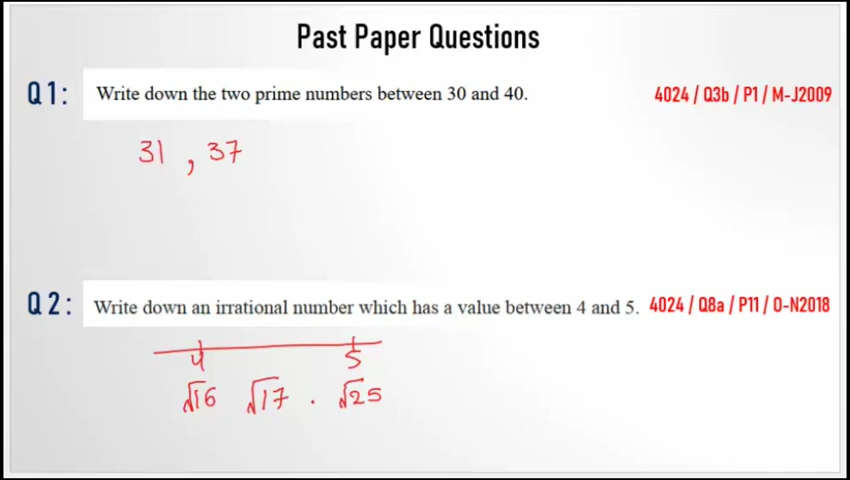 Past Paper Questions
Q1: Write down the two prime numbers between 30 and 40. 4024 / Q3b / P1 / M-J2009
31 , 37
Q2: Write down an irrational number which has a value between 4 and 5. 4024 / Q8a / P11 / O-N2018
4 5
√16 √17 . √25